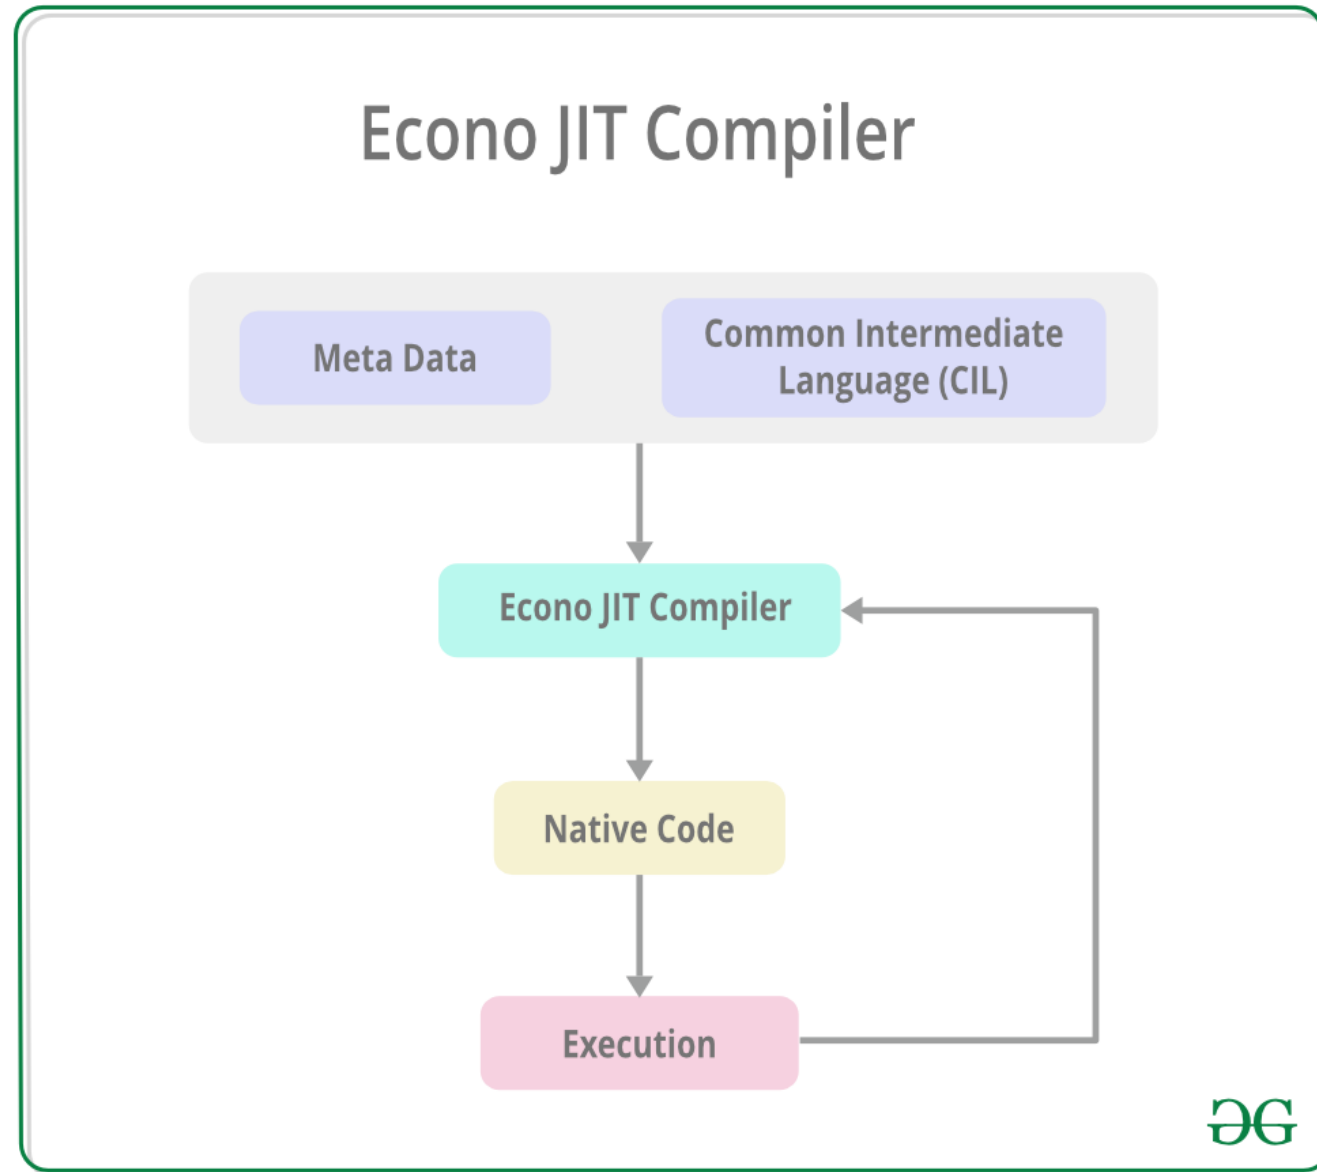 Econo JIT Compiler
Meta Data
Common Intermediate
Language (CIL)
Econo JIT Compiler
Native Code
Execution